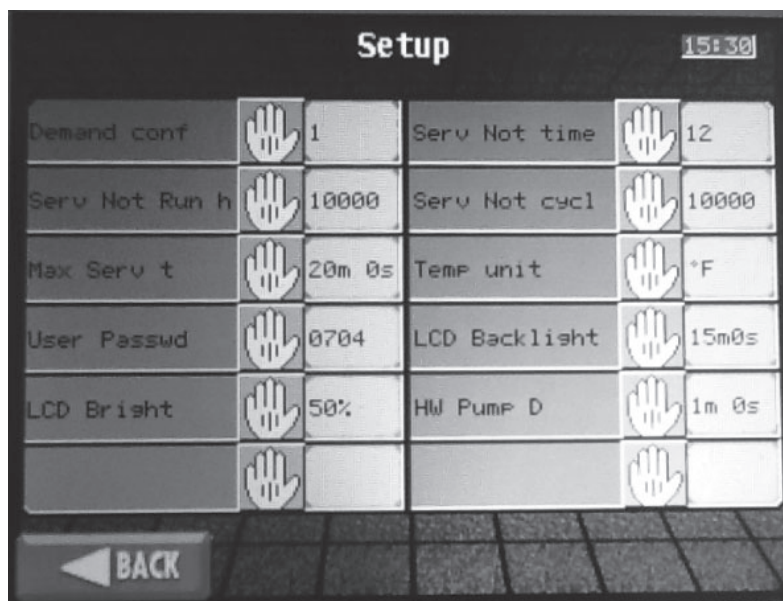 Setup
15:30
Demand conf 1 Serv Not time 12
Serv Not Run h 10000 Serv Not cycl 10000
Max Serv t 20m 0s Temp unit °F
User Passwd 0704 LCD Backlight 15m0s
LCD Bright 50% HW Pump D 1m 0s
BACK